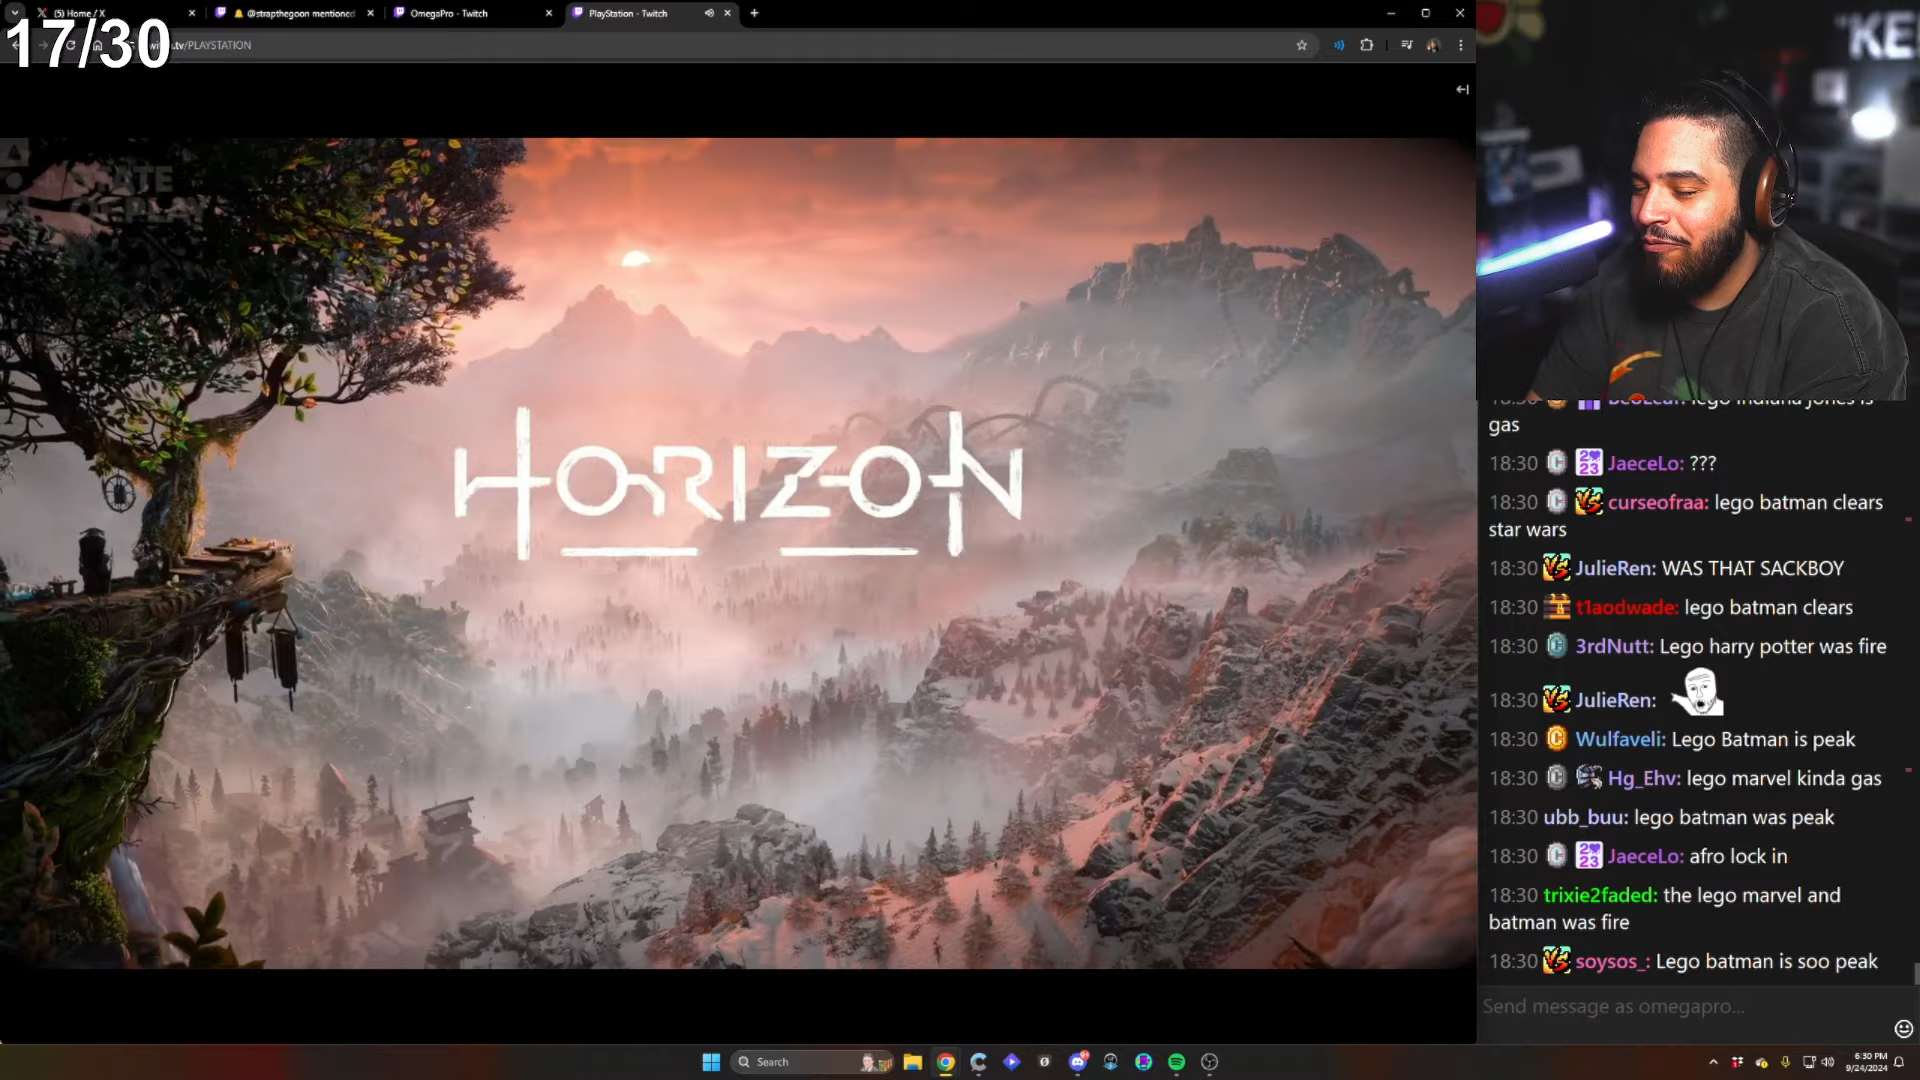 17/30
(5) Home / X
@strapthegoon mentioned
OmegaPro - Twitch
PlayStation - Twitch
.tv/PLAYSTATION
"KE
STATE
OF PLAY
HORIZON
gas
18:30 JaeceLo: ???
18:30 curseofraa: lego batman clears
star wars
18:30 JulieRen: WAS THAT SACKBOY
18:30 t1aodwade: lego batman clears
18:30 3rdNutt: Lego harry potter was fire
18:30 JulieRen:
18:30 Wulfaveli: Lego Batman is peak
18:30 Hg_Ehv: lego marvel kinda gas
18:30 ubb_buu: lego batman was peak
18:30 JaeceLo: afro lock in
18:30 trixie2faded: the lego marvel and
batman was fire
18:30 soysos_: Lego batman is soo peak
Send message as omegapro...
Search
6:30 PM
9/24/2024